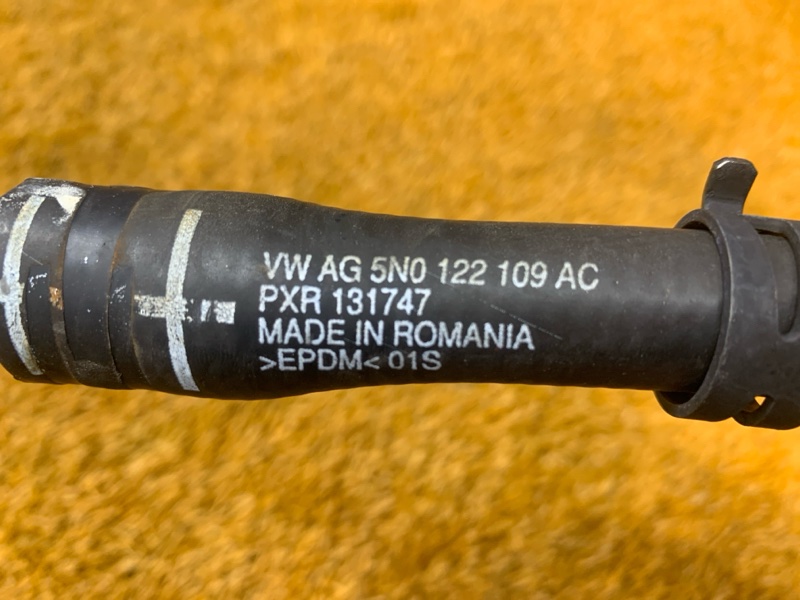 VW AG 5N0 122 109 AC
PXR 131747
MADE IN ROMANIA
>EPDM< 01S